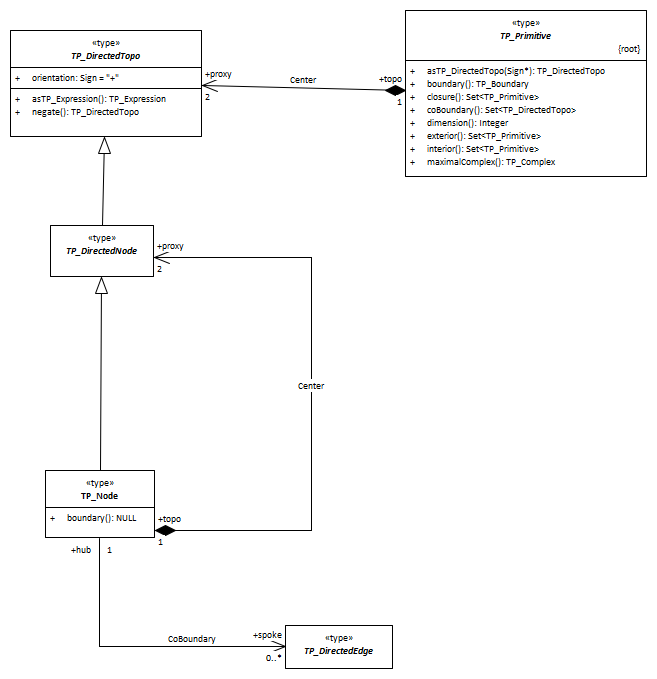 «type»
TP_DirectedTopo
+ orientation: Sign = "+"
+ asTP_Expression(): TP_Expression
+ negate(): TP_DirectedTopo
+proxy
2
Center
+topo
1
«type»
TP_Primitive
{root}
+ asTP_DirectedTopo(Sign*): TP_DirectedTopo
+ boundary(): TP_Boundary
+ closure(): Set<TP_Primitive>
+ coBoundary(): Set<TP_DirectedTopo>
+ dimension(): Integer
+ exterior(): Set<TP_Primitive>
+ interior(): Set<TP_Primitive>
+ maximalComplex(): TP_Complex
«type»
TP_DirectedNode
+proxy
2
Center
«type»
TP_Node
+ boundary(): NULL
+topo
1
+hub 1
CoBoundary
+spoke
0..*
«type»
TP_DirectedEdge